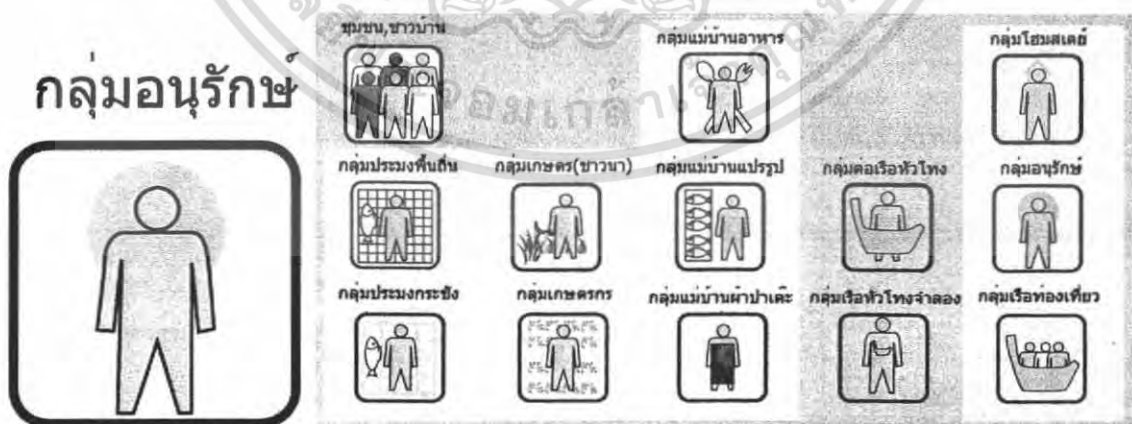 กลุ่มอนุรักษ์
ชุมชน,ชาวบ้าน
กลุ่มแม่บ้านอาหาร
กลุ่มโฮมสเตย์
กลุ่มประมงพื้นถิ่น
กลุ่มเกษตร(ชาวนา)
กลุ่มแม่บ้านแปรรูป
กลุ่มตอเรือหัวโทง
กลุ่มอนุรักษ์
กลุ่มประมงกระชัง
กลุ่มเกษตรกร
กลุ่มแม่บ้านผ้าปาเต๊ะ
กลุ่มเรือหัวโทงจำลอง
กลุ่มเรือท่องเที่ยว